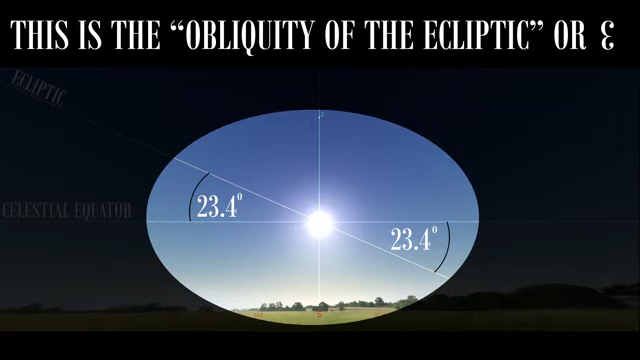 THIS IS THE “OBLIQUITY OF THE ECLIPTIC” OR ε
ECLIPTIC
23.4°
CELESTIAL EQUATOR
23.4°
S